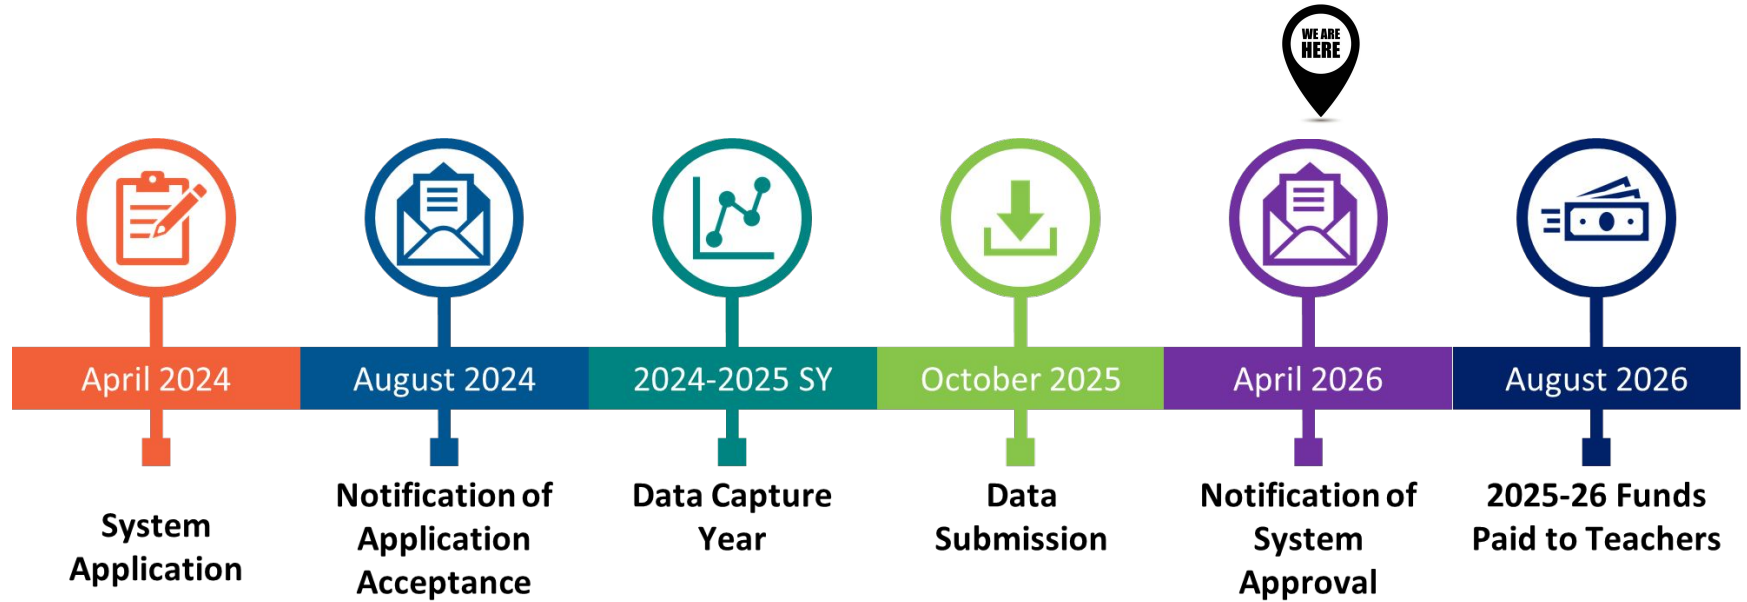 WE ARE
HERE
April 2024
August 2024
2024-2025 SY
October 2025
April 2026
August 2026
System
Application
Notification of
Application
Acceptance
Data Capture
Year
Data
Submission
Notification of
System
Approval
2025-26 Funds
Paid to Teachers